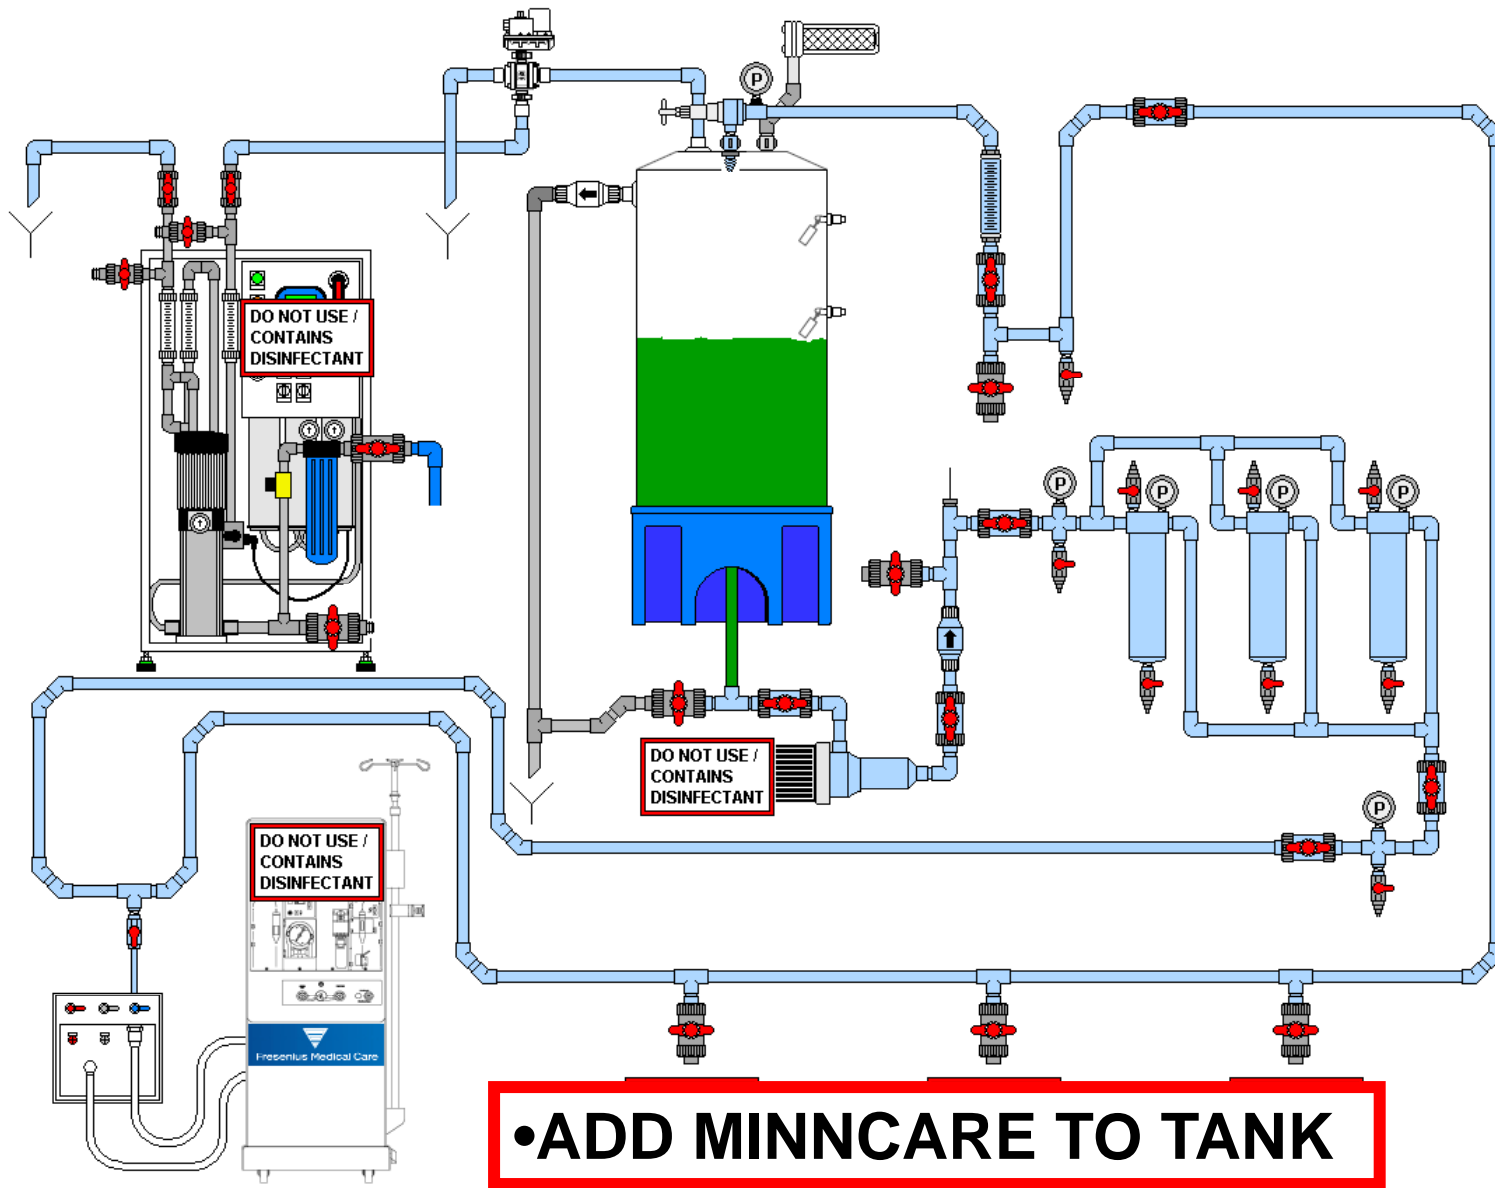 P
DO NOT USE /
CONTAINS
DISINFECTANT
P
P
P
P
DO NOT USE /
CONTAINS
DISINFECTANT
P
DO NOT USE /
CONTAINS
DISINFECTANT
Fresenius Medical Care
•ADD MINNCARE TO TANK